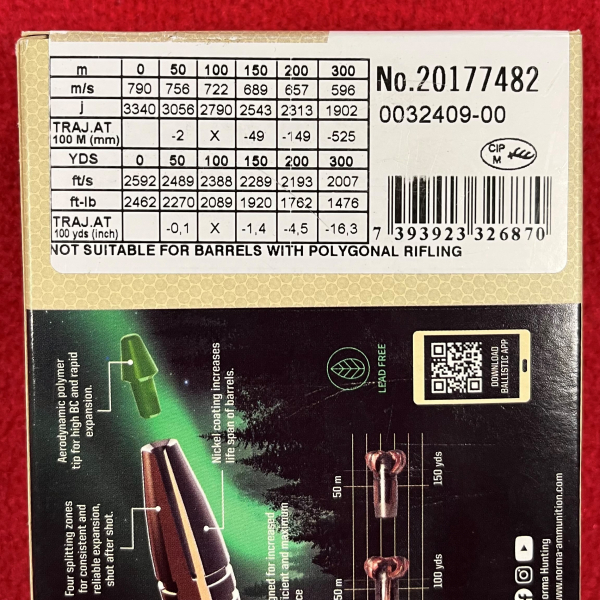 m 0 50 100 150 200 300
m/s 790 756 722 689 657 596
j 3340 3056 2790 2543 2313 1902
TRAJ.AT
100 M (mm) -2 X -49 -149 -525
YDS 0 50 100 150 200 300
ft/s 2592 2489 2388 2289 2193 2007
ft-lb 2462 2270 2089 1920 1762 1476
TRAJ.AT
100 yds (inch) -0,1 X -1,4 -4,5 -16,3
NOT SUITABLE FOR BARRELS WITH POLYGONAL RIFLING
No.20177482
0032409-00
CIP
M
7 393923 326870
Aerodynamic polymer
tip for high BC and rapid
expansion.
Nickel coating increases
life span of barrels.
Four splitting zones
for consistent and
reliable expansion,
shot after shot.
LEAD FREE
DOWNLOAD
BALLISTIC APP
50 m
150 yds
100 yds
Norma Hunting
www.norma-ammunition.com